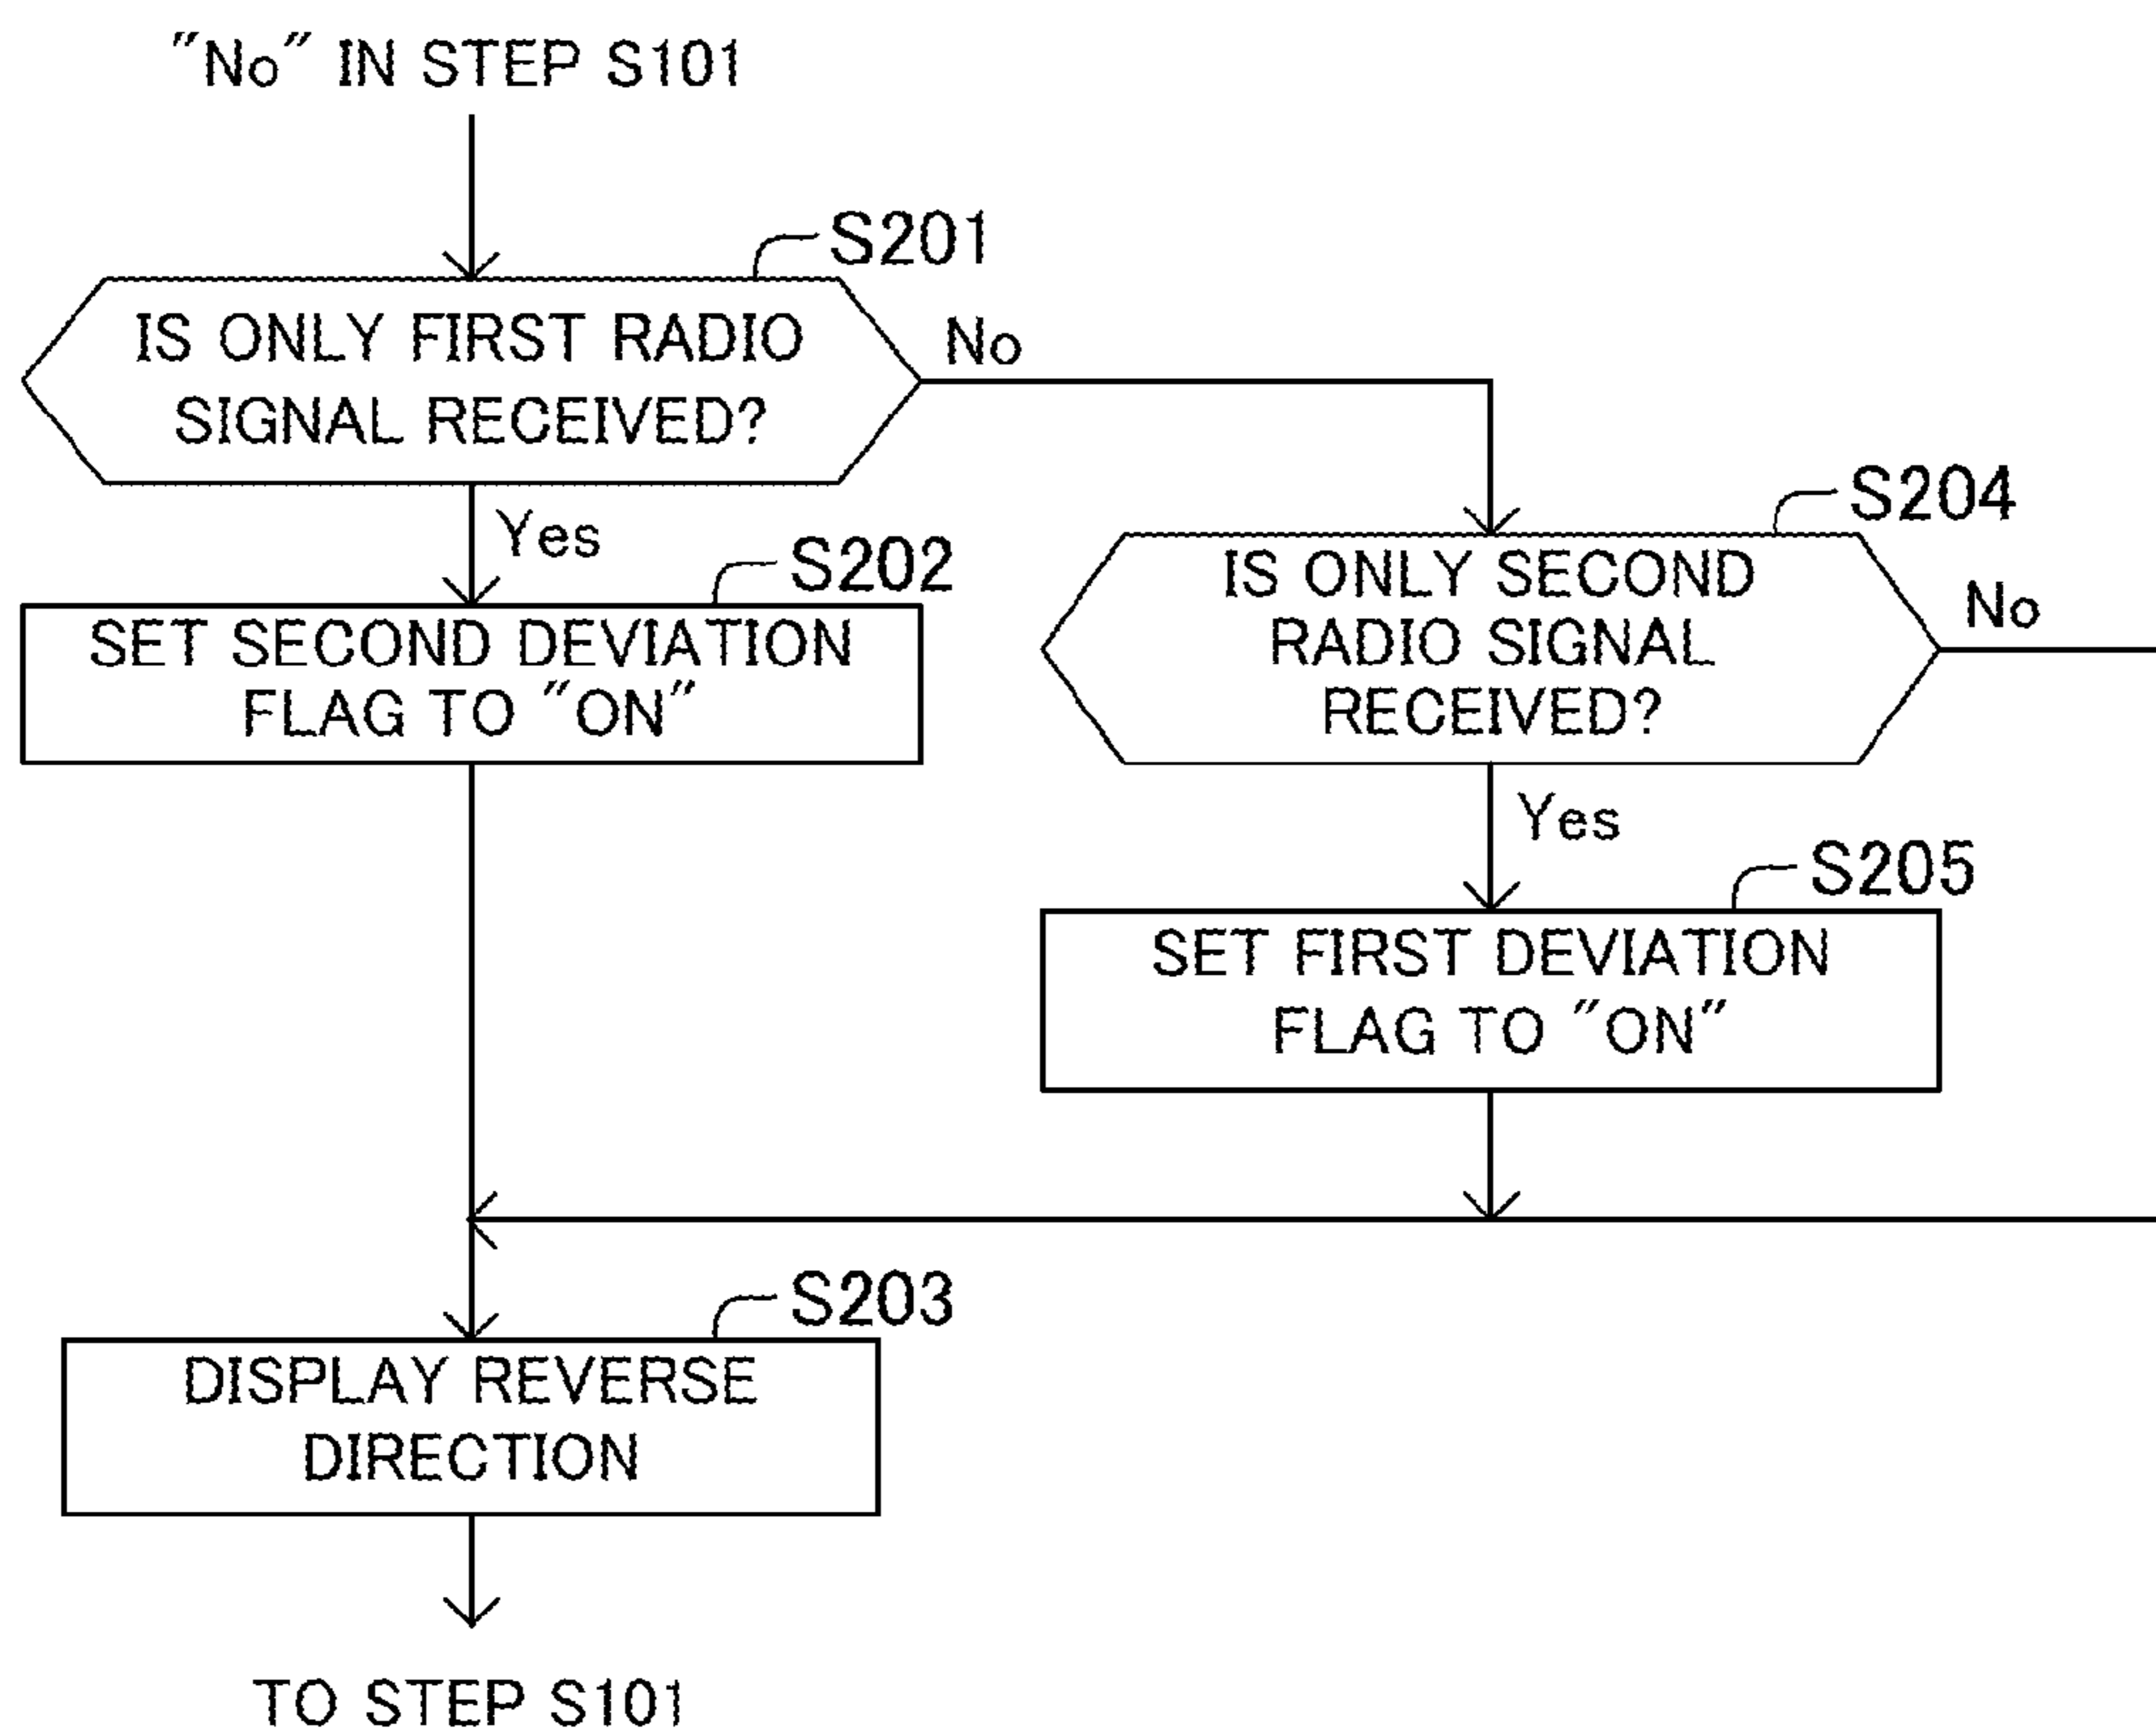 "No" IN STEP S101
S201
IS ONLY FIRST RADIO
SIGNAL RECEIVED?
No
Yes
S202
SET SECOND DEVIATION
FLAG TO "ON"
S204
IS ONLY SECOND
RADIO SIGNAL
RECEIVED?
No
Yes
S205
SET FIRST DEVIATION
FLAG TO "ON"
S203
DISPLAY REVERSE
DIRECTION
TO STEP S101